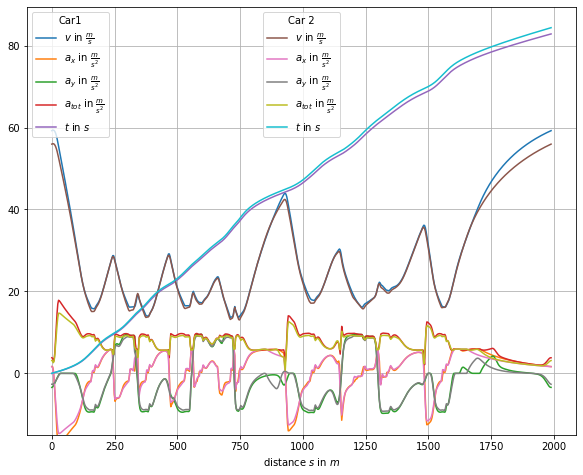 Car1
v in m/s
a_x in m/s²
a_y in m/s²
a_tot in m/s²
t in s
Car 2
v in m/s
a_x in m/s²
a_y in m/s²
a_tot in m/s²
t in s
80
60
40
20
0
0 250 500 750 1000 1250 1500 1750 2000
distance s in m